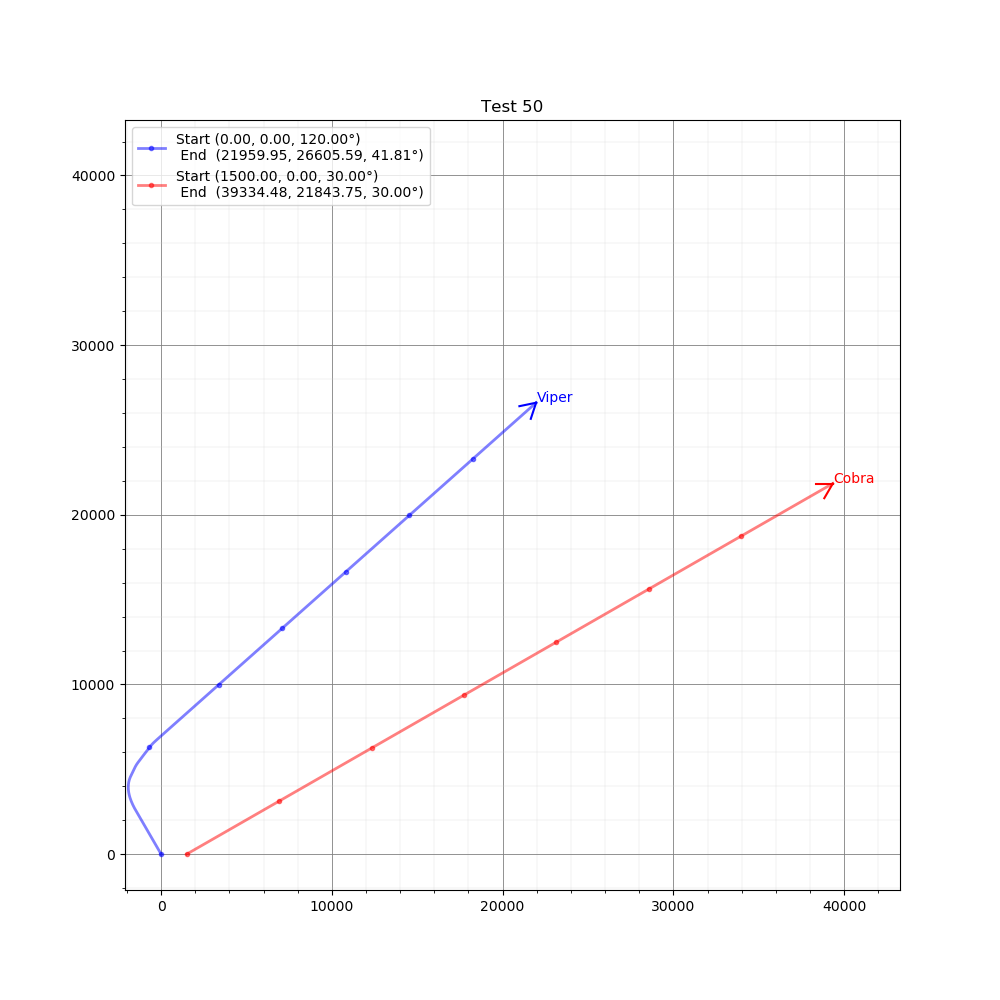 Test 50
Start (0.00, 0.00, 120.00°)
End (21959.95, 26605.59, 41.81°)
Start (1500.00, 0.00, 30.00°)
End (39334.48, 21843.75, 30.00°)
40000
30000
Viper
Cobra
20000
10000
0
0
10000
20000
30000
40000